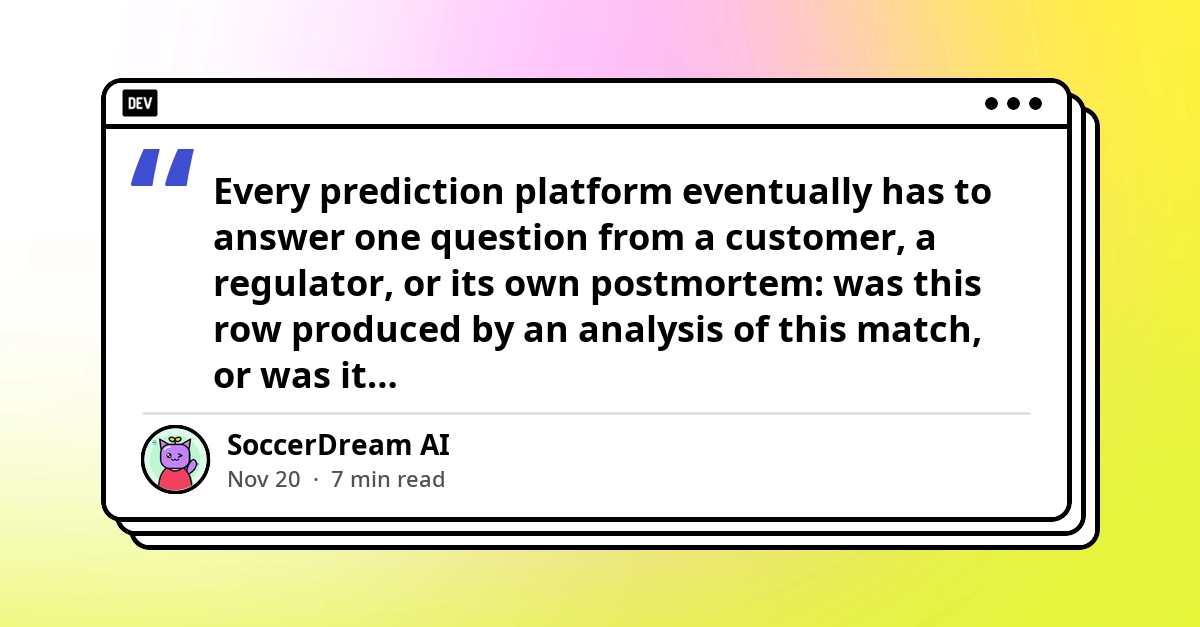 DEV
“
Every prediction platform eventually has to
answer one question from a customer, a
regulator, or its own postmortem: was this
row produced by an analysis of this match,
or was it...
SoccerDream AI
Nov 20 · 7 min read